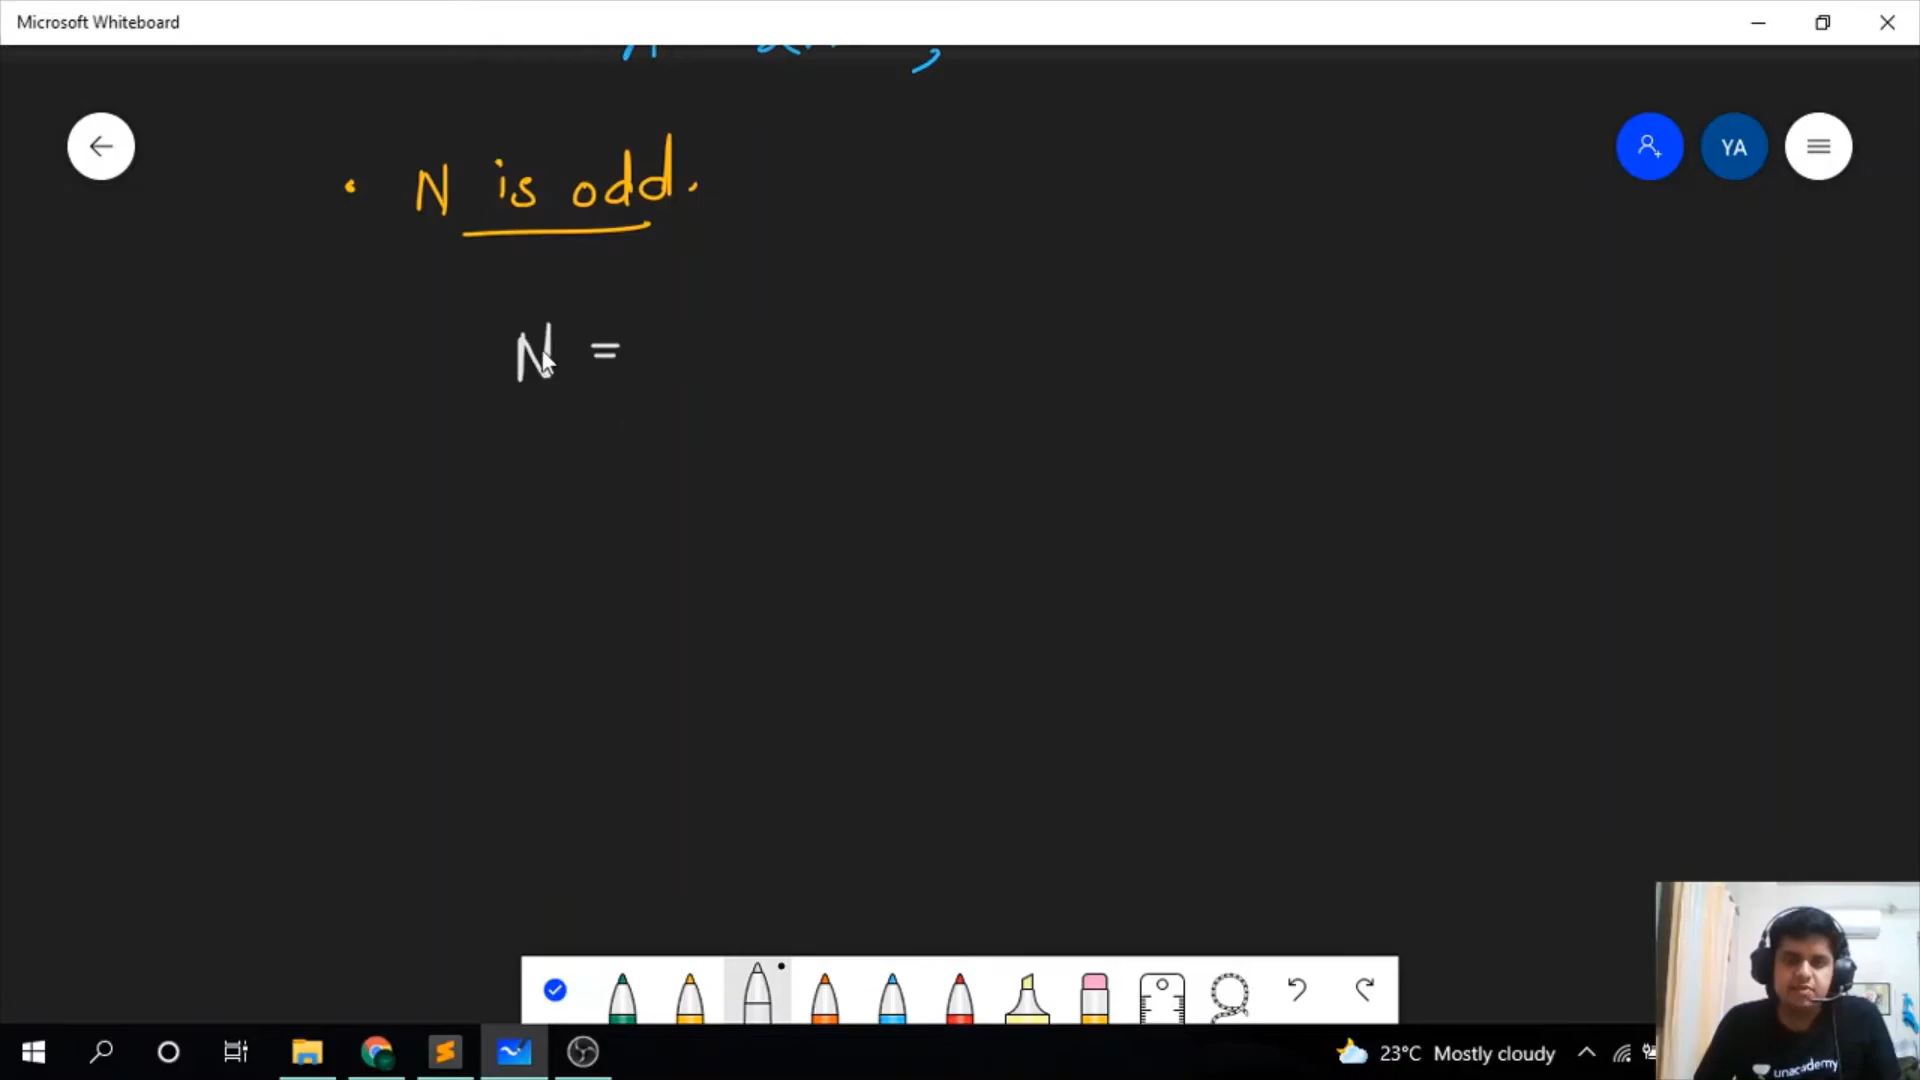 Microsoft Whiteboard
YA
• N is odd.
N =
23°C Mostly cloudy
unacademy